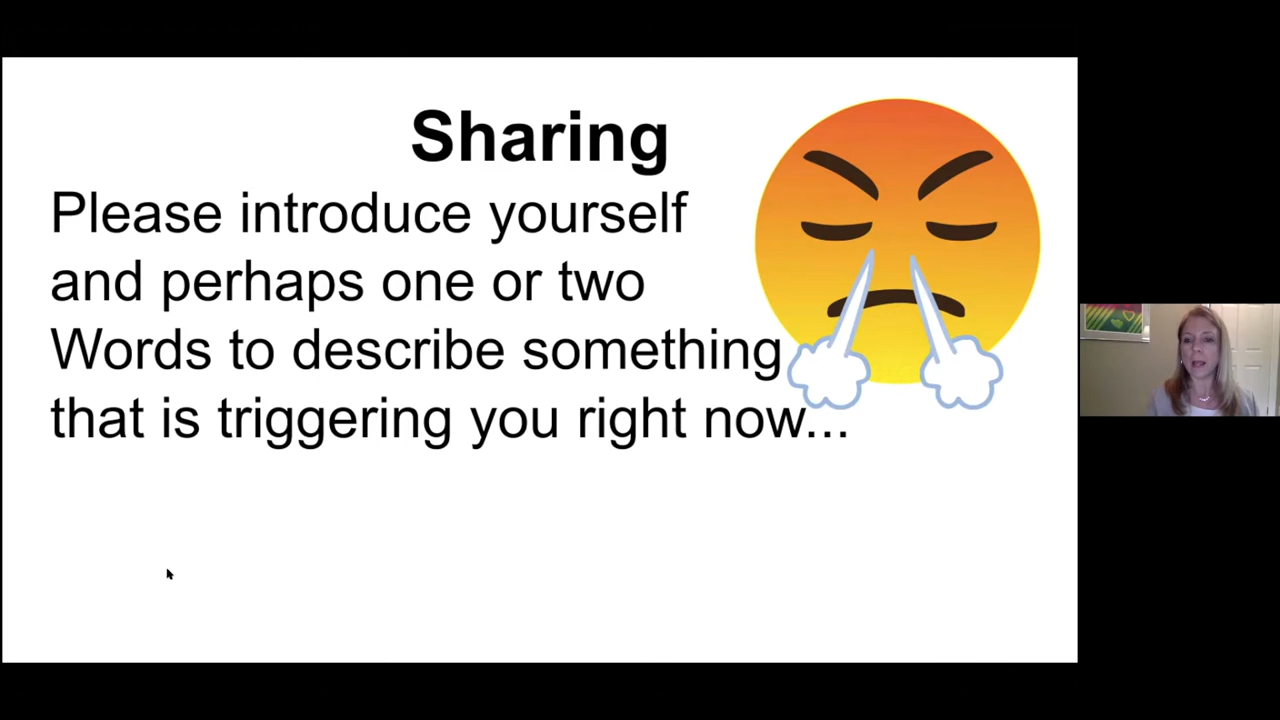 Sharing
Please introduce yourself
and perhaps one or two
Words to describe something
that is triggering you right now...